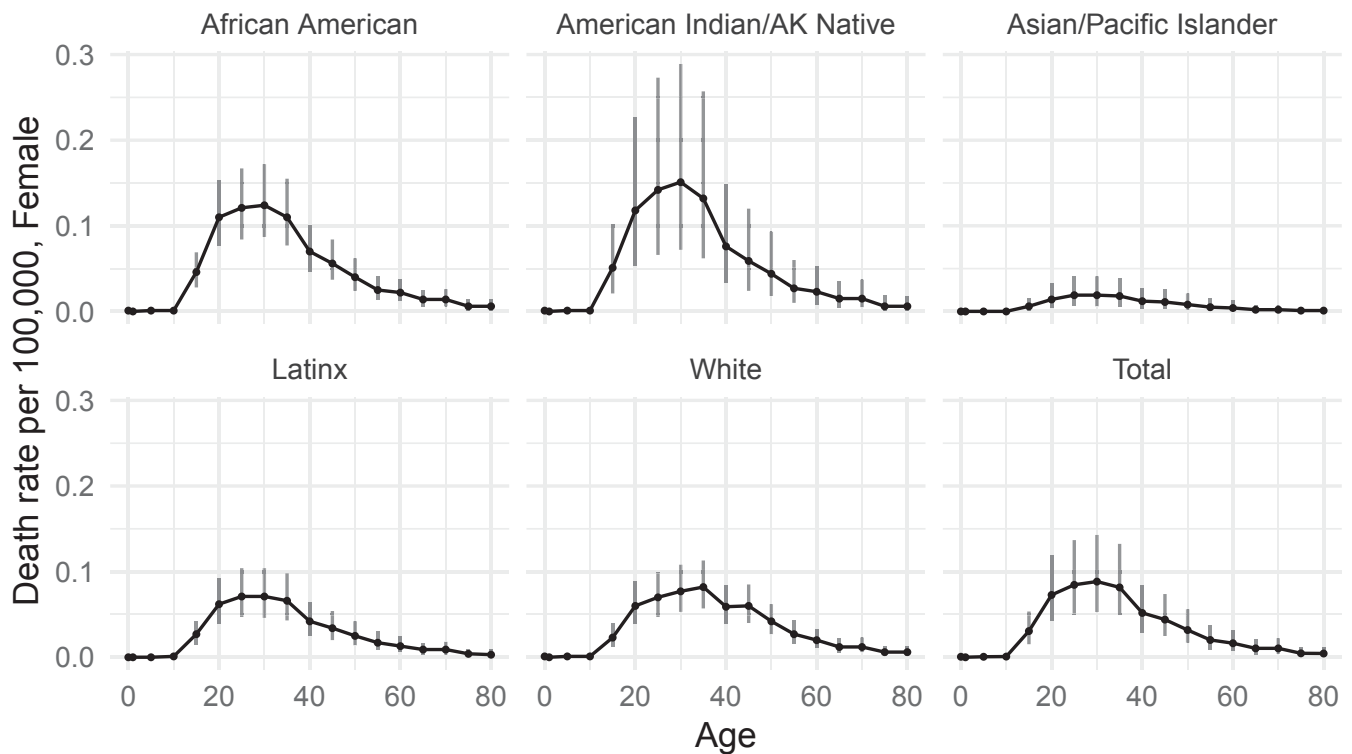 African American American Indian/AK Native Asian/Pacific Islander
Death rate per 100,000, Female
0.3
0.2
0.1
0.0
Latinx White Total
0.3
0.2
0.1
0.0
0 20 40 60 80 0 20 40 60 80 0 20 40 60 80
Age